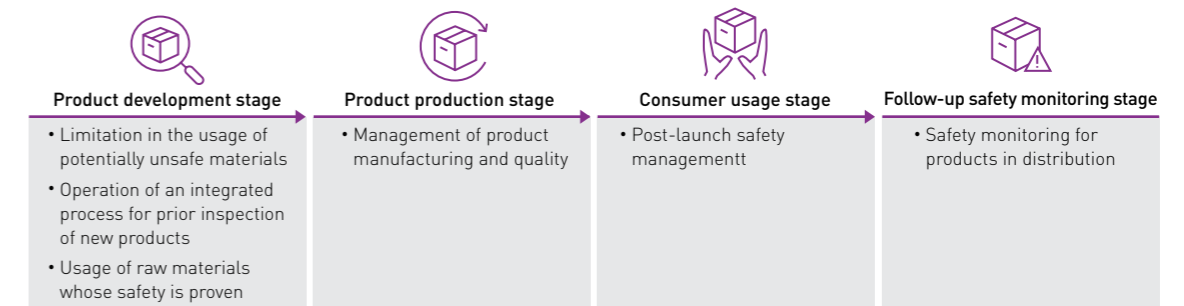 Product development stage
• Limitation in the usage of
potentially unsafe materials
• Operation of an integrated
process for prior inspection
of new products
• Usage of raw materials
whose safety is proven
Product production stage
• Management of product
manufacturing and quality
Consumer usage stage
• Post-launch safety
managementt
Follow-up safety monitoring stage
• Safety monitoring for
products in distribution